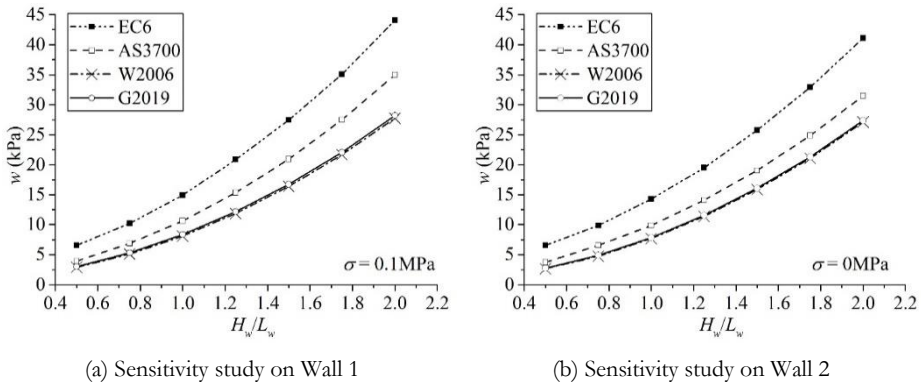 45
40
35
30
25
20
15
10
5
0
w (kPa)
EC6
AS3700
W2006
G2019
σ = 0.1MPa
0.4 0.6 0.8 1.0 1.2 1.4 1.6 1.8 2.0 2.2
H_w/L_w
(a) Sensitivity study on Wall 1
45
40
35
30
25
20
15
10
5
0
w (kPa)
EC6
AS3700
W2006
G2019
σ = 0MPa
0.4 0.6 0.8 1.0 1.2 1.4 1.6 1.8 2.0 2.2
H_w/L_w
(b) Sensitivity study on Wall 2